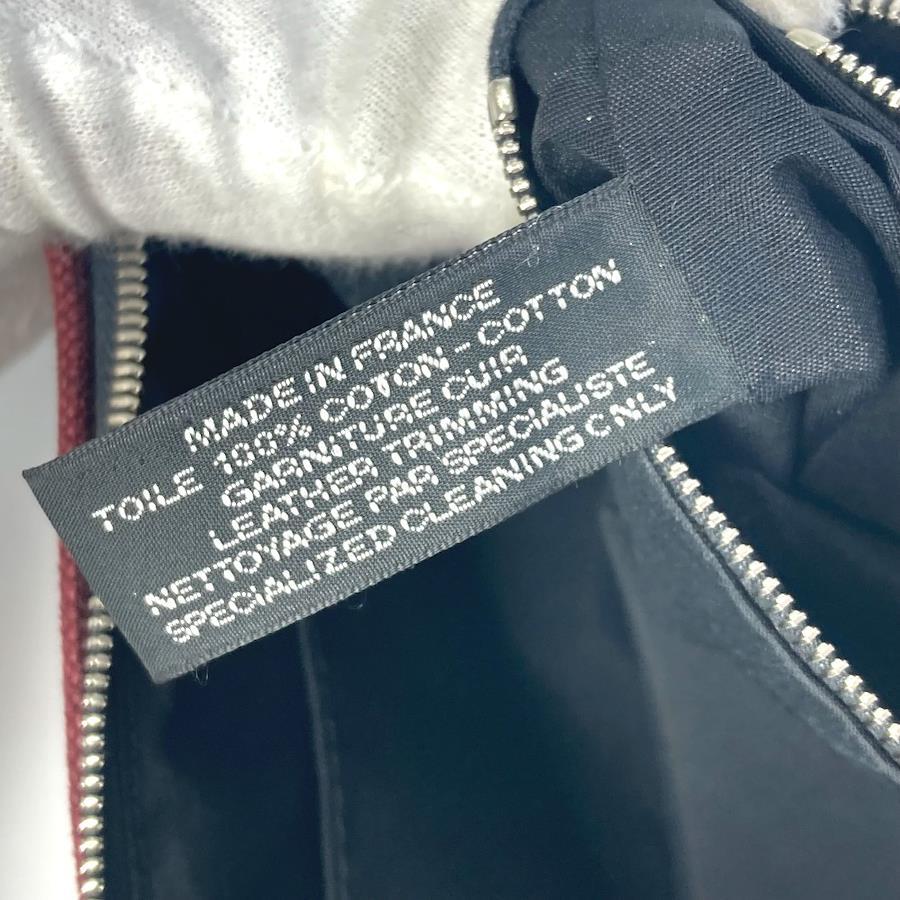 MADE IN FRANCE
TOILE 100% COTON - COTTON
GARNITURE CUIR
LEATHER TRIMMING
NETTOYAGE PAR SPECIALISTE
SPECIALIZED CLEANING ONLY